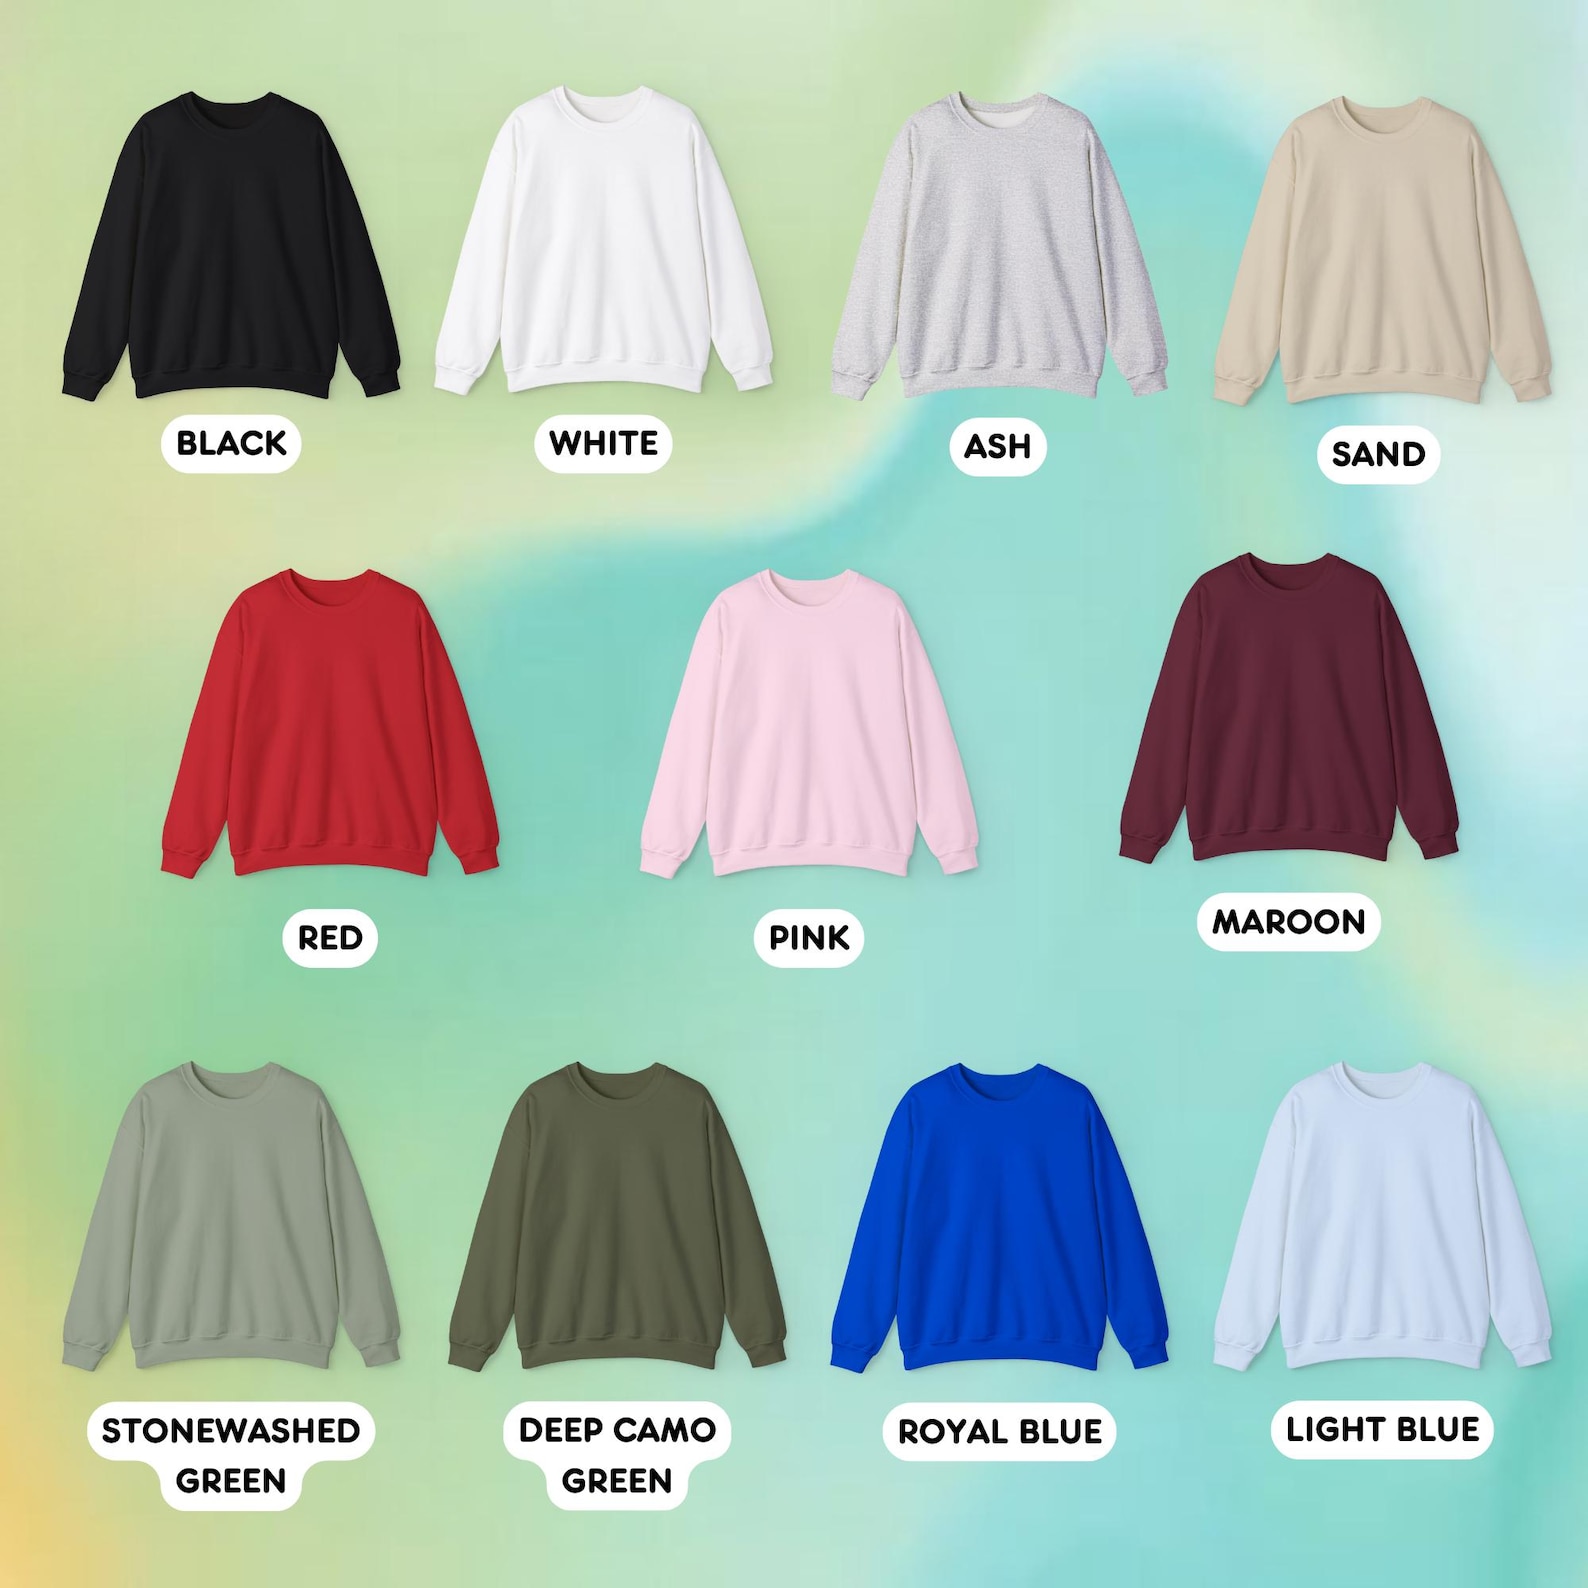 BLACK
WHITE
ASH
SAND
RED
PINK
MAROON
STONEWASHED
GREEN
DEEP CAMO
GREEN
ROYAL BLUE
LIGHT BLUE